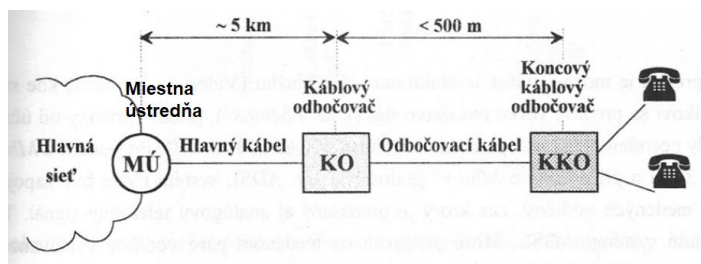 ~ 5 km
< 500 m
Miestna
ústredňa
Káblový
odbočovač
Koncový
káblový
odbočovač
Hlavná
sieť
MÚ
Hlavný kábel
KO
Odbočovací kábel
KKO